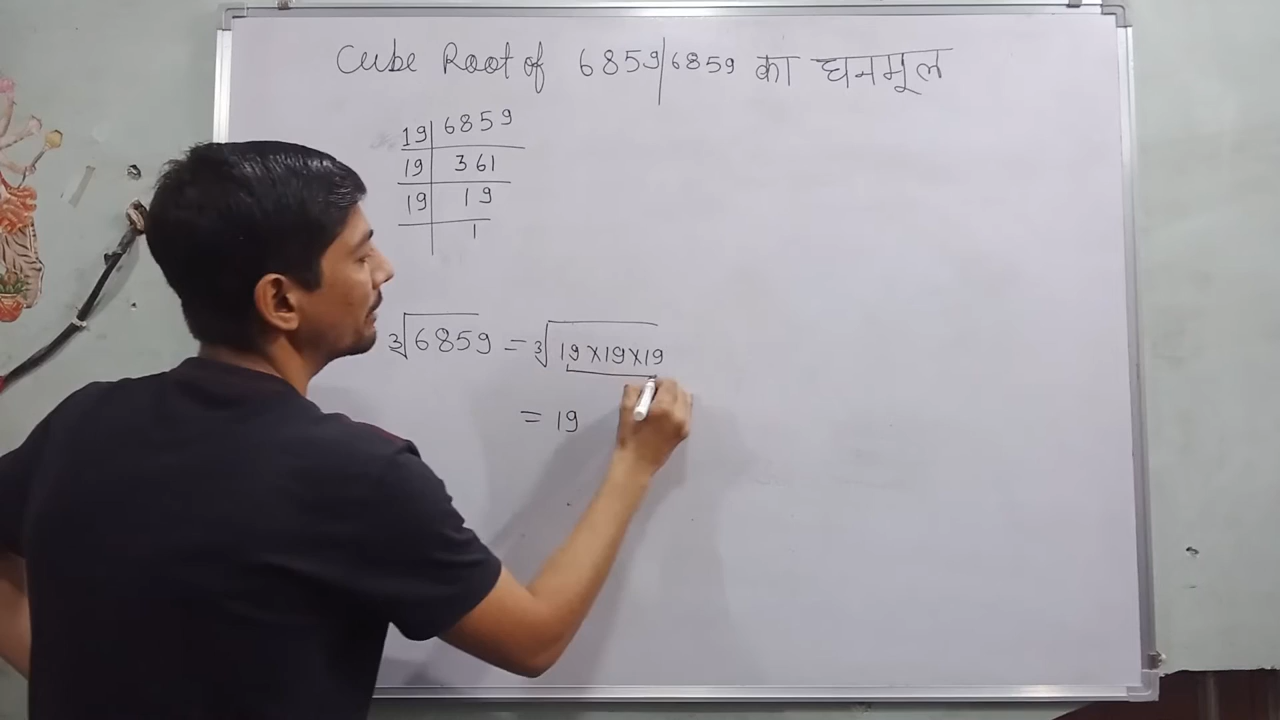 Cube Root of 6859|6859 का घनमूल
19 | 6859
19 | 361
19 | 19
| 1
∛6859 = ∛19×19×19
= 19